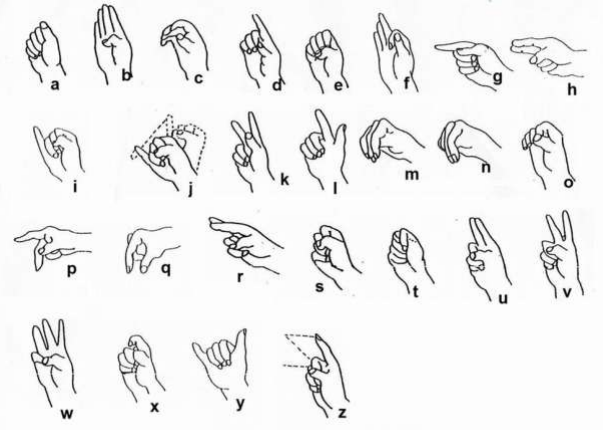 a b c d e f g h
i j k l m n o
p q r s t u v
w x y z